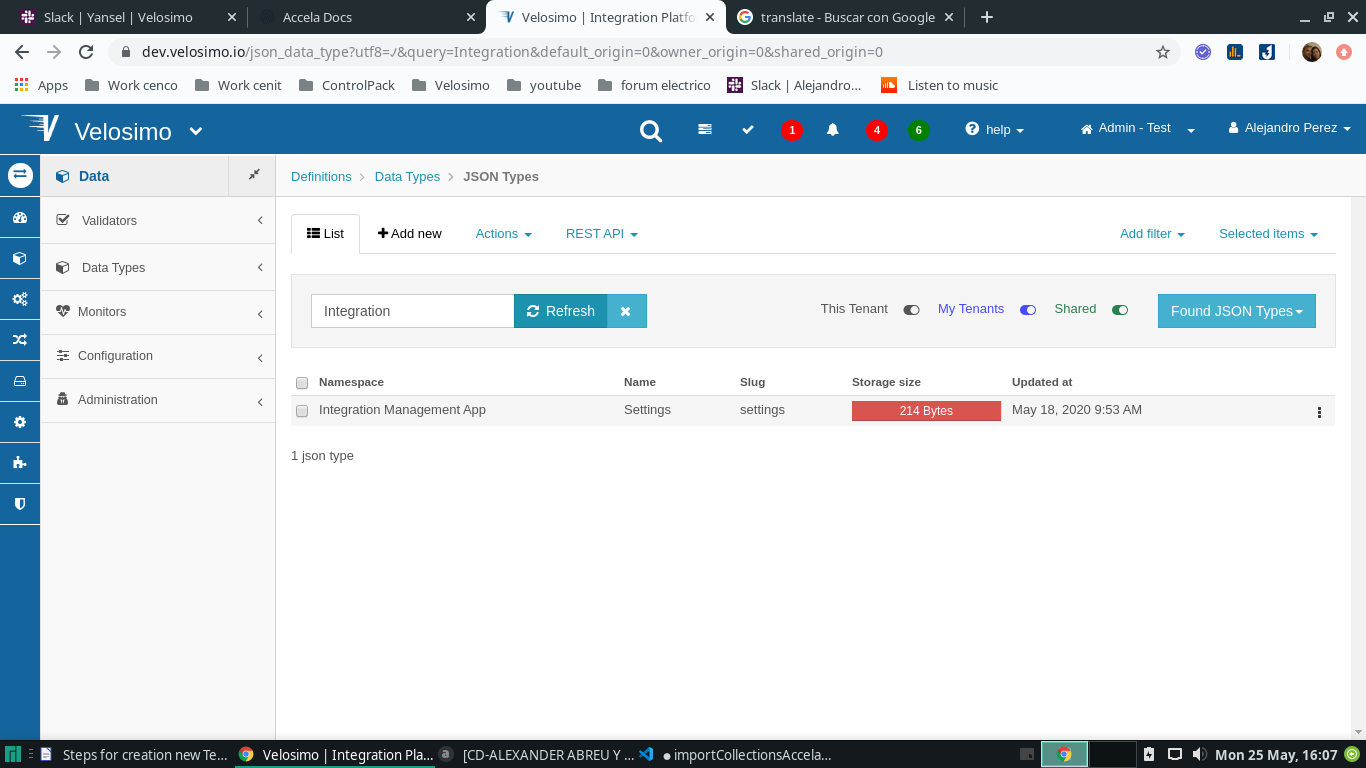 Slack | Yansel | Velosimo
Accela Docs
Velosimo | Integration Platfo
translate - Buscar con Google
dev.velosimo.io/json_data_type?utf8=✓&query=Integration&default_origin=0&owner_origin=0&shared_origin=0
Apps
Work cenco
Work cenit
ControlPack
Velosimo
youtube
forum electrico
Slack | Alejandro...
Listen to music
Velosimo
1
4
6
help
Admin - Test
Alejandro Perez
Data
Definitions
Data Types
JSON Types
Validators
Data Types
Monitors
Configuration
Administration
List
Add new
Actions
REST API
Add filter
Selected items
Integration
Refresh
This Tenant
My Tenants
Shared
Found JSON Types
Namespace Name Slug Storage size Updated at
Integration Management App Settings settings 214 Bytes May 18, 2020 9:53 AM
1 json type
Steps for creation new Te...
Velosimo | Integration Pla...
[CD-ALEXANDER ABREU Y ...
● importCollectionsAccela...
Mon 25 May, 16:07